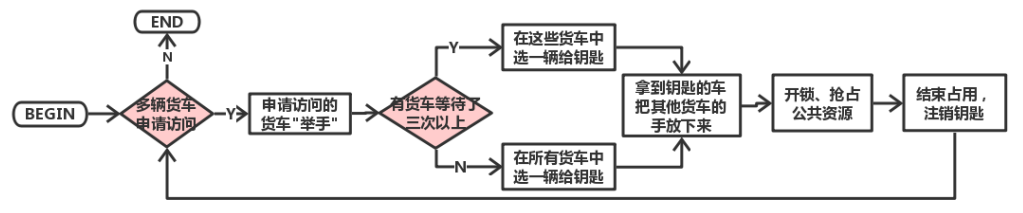 END
N
BEGIN
多辆货车
申请访问
Y
申请访问的
货车"举手"
有货车等待了
三次以上
Y
在这些货车中
选一辆给钥匙
N
在所有货车中
选一辆给钥匙
拿到钥匙的车
把其他货车的
手放下来
开锁、抢占
公共资源
结束占用，
注销钥匙